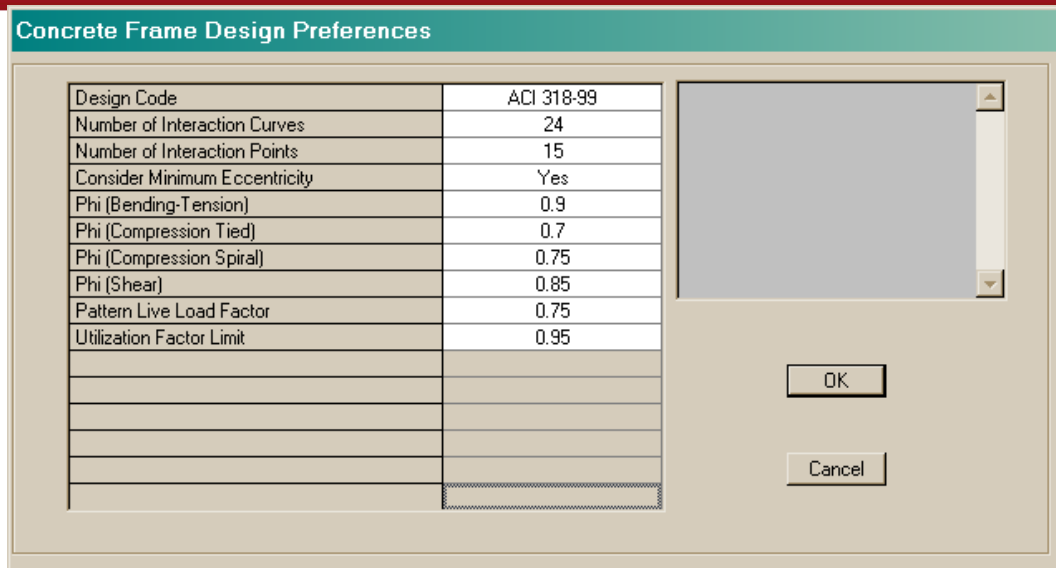 Concrete Frame Design Preferences
Design Code ACI 318-99
Number of Interaction Curves 24
Number of Interaction Points 15
Consider Minimum Eccentricity Yes
Phi (Bending-Tension) 0.9
Phi (Compression Tied) 0.7
Phi (Compression Spiral) 0.75
Phi (Shear) 0.85
Pattern Live Load Factor 0.75
Utilization Factor Limit 0.95
OK
Cancel